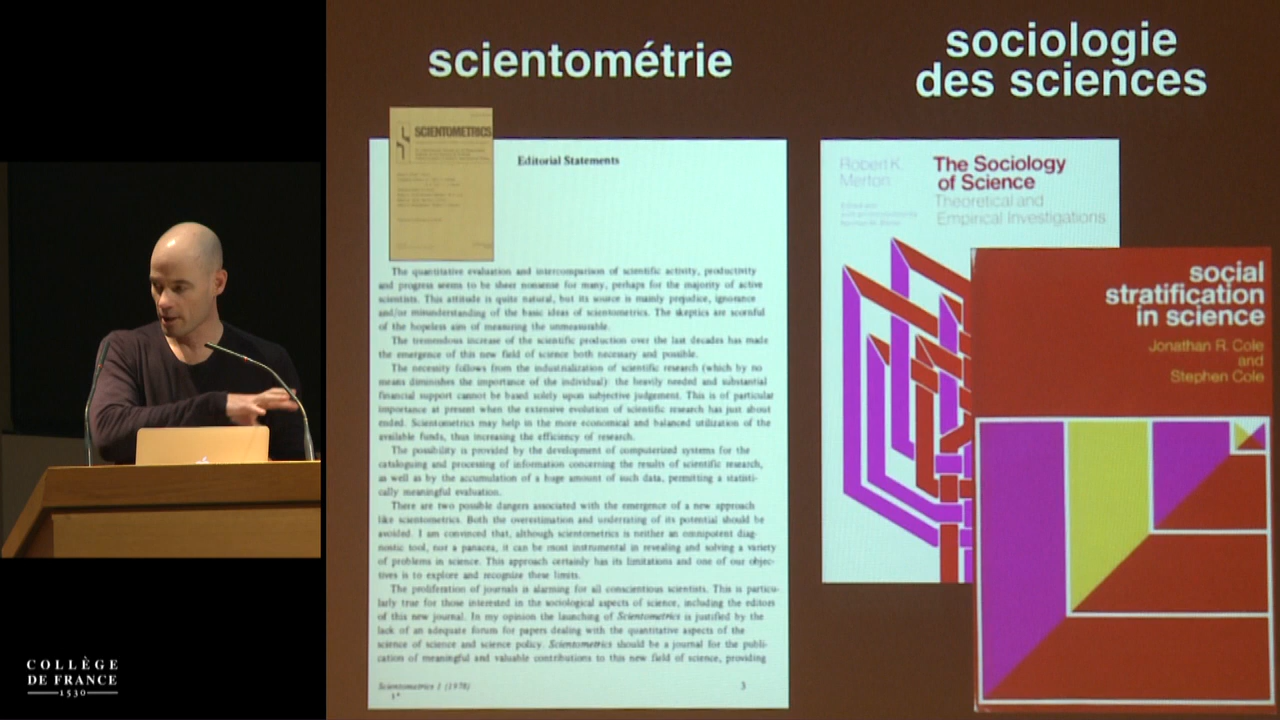 scientométrie
SCIENTOMETRICS
Editorial Statements
The quantitative evaluation and intercomparison of scientific activity, productivity
and progress seems to be sheer nonsense for many, perhaps for the majority of active
scientists. This attitude is quite natural, but its source is mainly prejudice, ignorance
and/or misunderstanding of the basic ideas of scientometrics. The skeptics are scornful
of the hopeless aim of measuring the unmeasurable.
The tremendous increase of the scientific production over the last decades has made
the emergence of this new field of science both necessary and possible.
The necessity follows from the industrialization of scientific research (which by no
means diminishes the importance of the individual): the heavily needed and substantial
financial support cannot be based solely upon subjective judgement. This is of particular
importance at present when the extensive evolution of scientific research has just about
ended. Scientometrics may help in the more economical and balanced utilization of the
available funds, thus increasing the efficiency of research.
The possibility is provided by the development of computerized systems for the
cataloguing and processing of information concerning the results of scientific research,
as well as by the accumulation of a huge amount of such data, permitting a statisti-
cally meaningful evaluation.
There are two possible dangers associated with the emergence of a new approach
like scientometrics. Both the overestimation and underrating of its potential should be
avoided. I am convinced that, although scientometrics is neither an omnipotent diag-
nostic tool, nor a panacea, it can be most instrumental in revealing and solving a variety
of problems in science. This approach certainly has its limitations and one of our objec-
tives is to explore and recognize these limits.
The proliferation of journals is alarming for all conscientious scientists. This is particu-
larly true for those interested in the sociological aspects of science, including the editors
of this new journal. In my opinion the launching of Scientometrics is justified by the
lack of an adequate forum for papers dealing with the quantitative aspects of the
science of science and science policy. Scientometrics should be a journal for the publi-
cation of meaningful and valuable contributions to this new field of science, providing
Scientometrics 1 (1978)
3
1*
sociologie
des sciences
Robert K.
Merton
The Sociology
of Science
Theoretical and
Empirical Investigations
social
stratification
in science
Jonathan R. Cole
and
Stephen Cole
COLLÈGE
DE FRANCE
1530